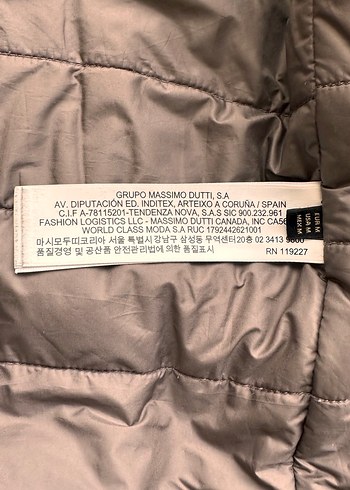 GRUPO MASSIMO DUTTI, S.A
AV. DIPUTACIÓN ED. INDITEX, ARTEIXO A CORUÑA / SPAIN
C.I.F A-78115201-TENDENZA NOVA, S.A.S SIC 900.232.961
FASHION LOGISTICS LLC - MASSIMO DUTTI CANADA, INC CA56
WORLD CLASS MODA S.A RUC 1792442621001
마시모두띠코리아 서울 특별시 강남구 삼성동 무역센터20층 02 3413 9800
품질경영 및 공산품 안전관리법에 의한 품질표시
RN 119227
EUR M
USA M
MEX M